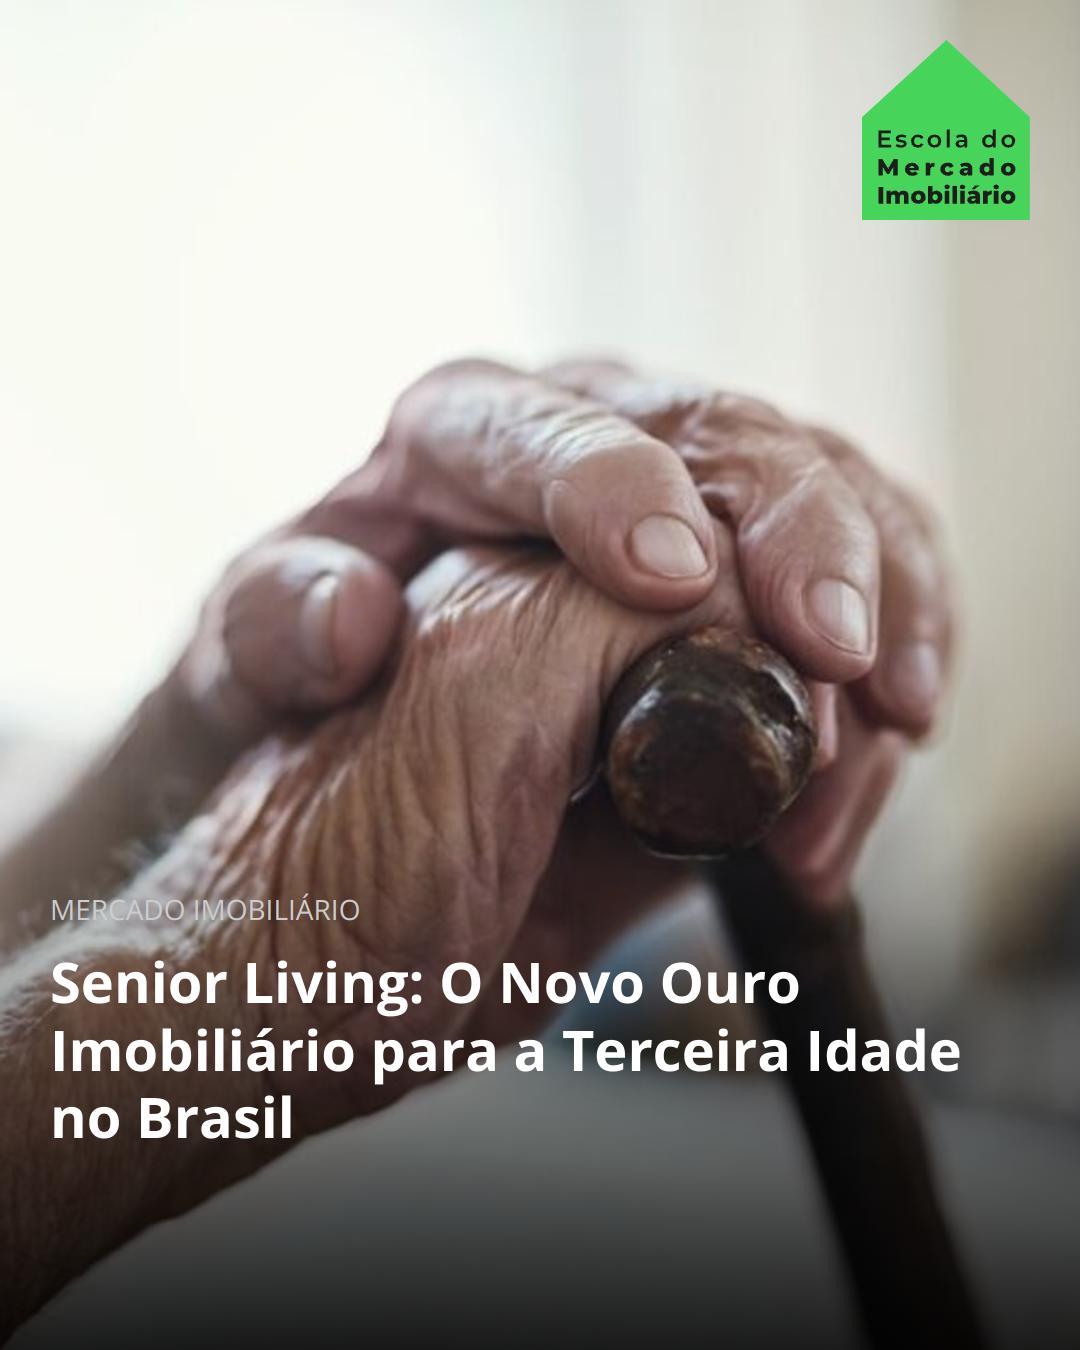 Escola do
Mercado
Imobiliário
MERCADO IMOBILIÁRIO
Senior Living: O Novo Ouro
Imobiliário para a Terceira Idade
no Brasil